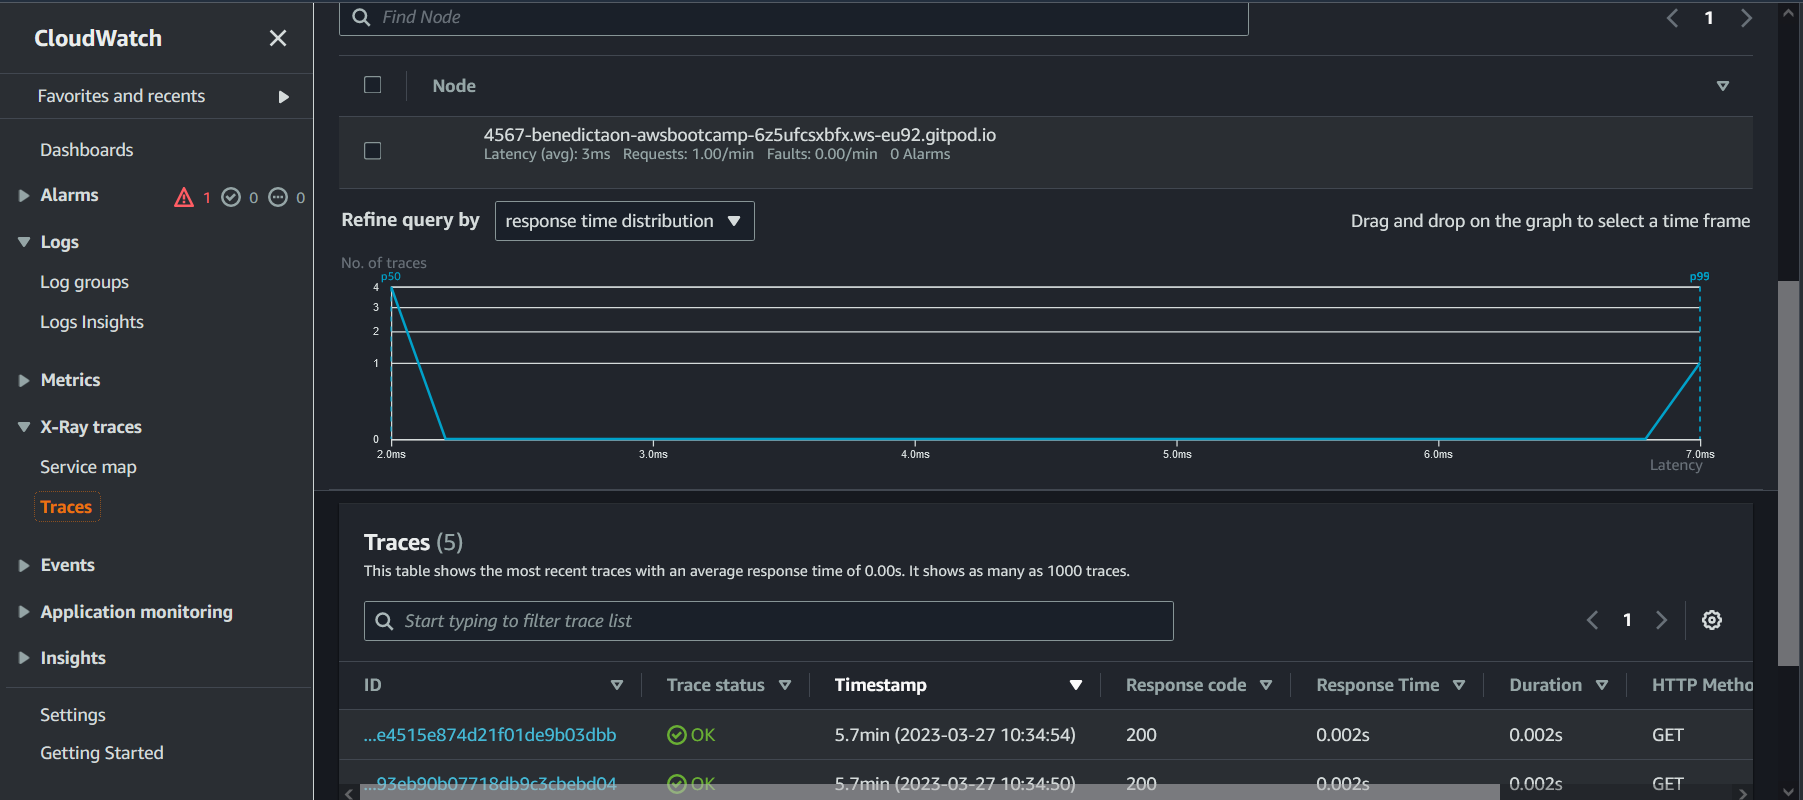 CloudWatch
Favorites and recents
Dashboards
Alarms 1 0 0
Logs
Log groups
Logs Insights
Metrics
X-Ray traces
Service map
Traces
Events
Application monitoring
Insights
Settings
Getting Started
Find Node
1
Node
4567-benedictaon-awsbootcamp-6z5ufcsxbfx.ws-eu92.gitpod.io
Latency (avg): 3ms Requests: 1.00/min Faults: 0.00/min 0 Alarms
Refine query by response time distribution Drag and drop on the graph to select a time frame
No. of traces
p50 p99
4
3
2
1
0
2.0ms 3.0ms 4.0ms 5.0ms 6.0ms 7.0ms
Latency
Traces (5)
This table shows the most recent traces with an average response time of 0.00s. It shows as many as 1000 traces.
Start typing to filter trace list
1
ID Trace status Timestamp Response code Response Time Duration HTTP Metho
...e4515e874d21f01de9b03dbb OK 5.7min (2023-03-27 10:34:54) 200 0.002s 0.002s GET
...93eb90b07718db9c3cbebd04 OK 5.7min (2023-03-27 10:34:50) 200 0.002s 0.002s GET